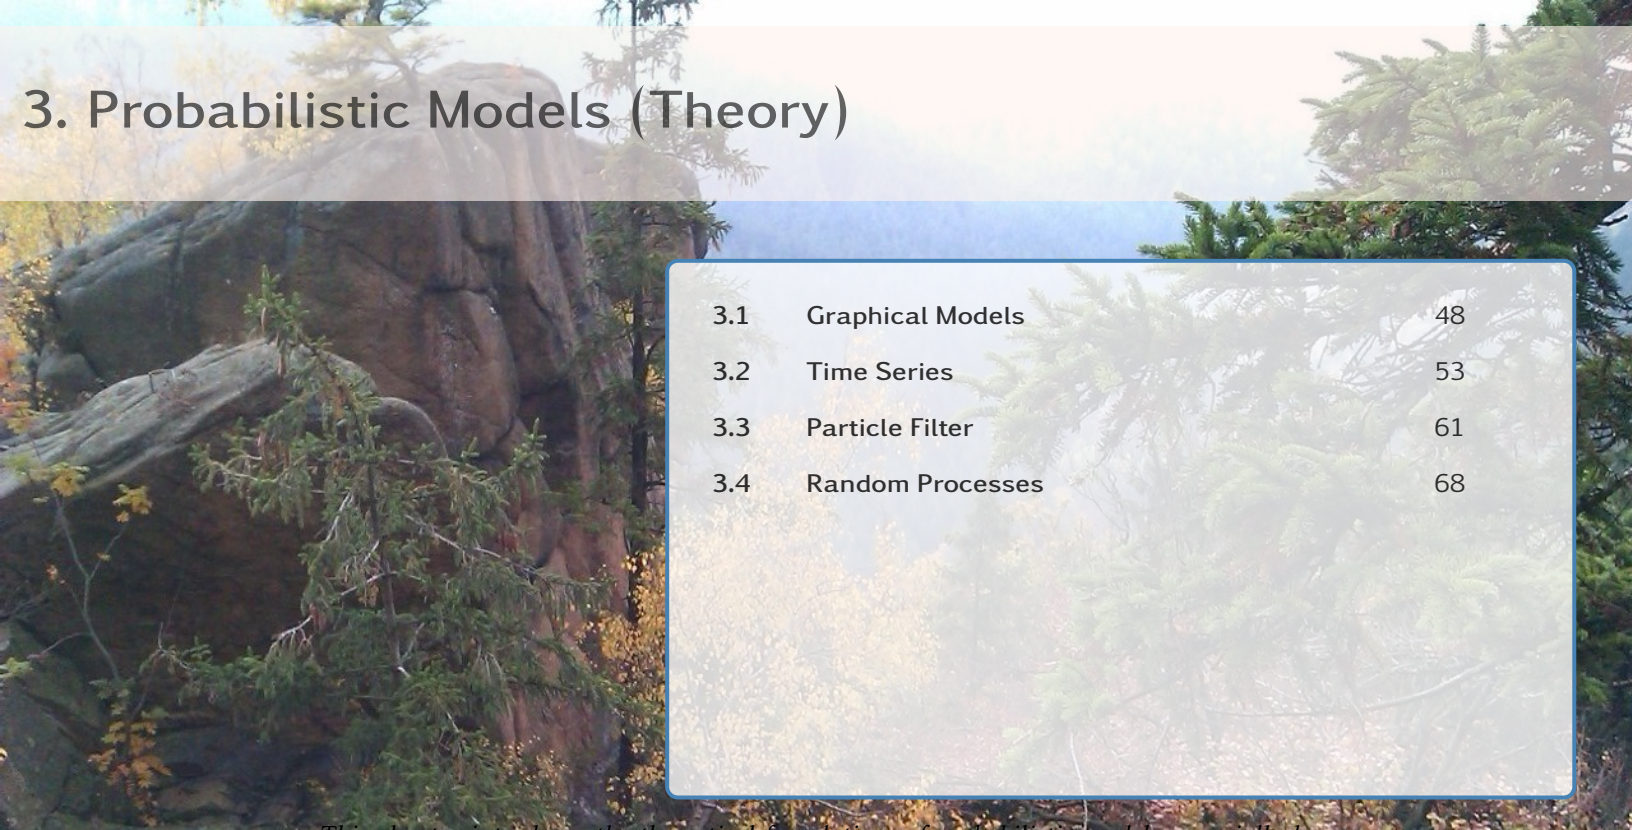 3. Probabilistic Models (Theory)
3.1 Graphical Models 48
3.2 Time Series 53
3.3 Particle Filter 61
3.4 Random Processes 68